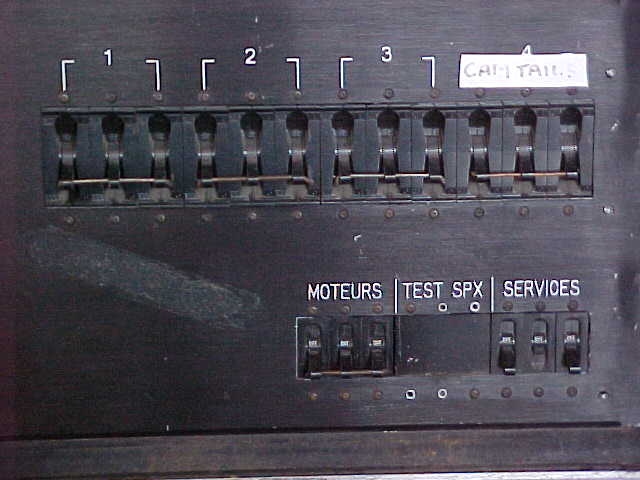 1 2 3 4
CAM TAILS
MOTEURS TEST SPX SERVICES